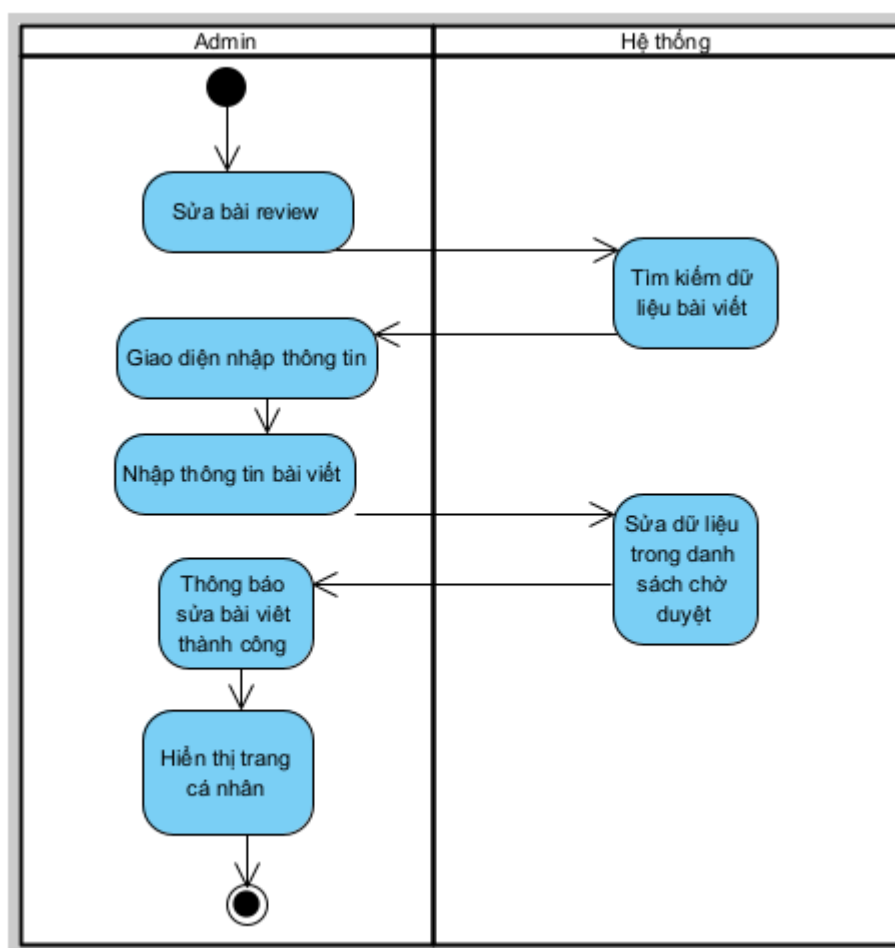 Admin
Hệ thống
Sửa bài review
Tìm kiếm dữ
liệu bài viết
Giao diện nhập thông tin
Nhập thông tin bài viết
Sửa dữ liệu
trong danh
sách chờ
duyệt
Thông báo
sửa bài viêt
thành công
Hiển thị trang
cá nhân